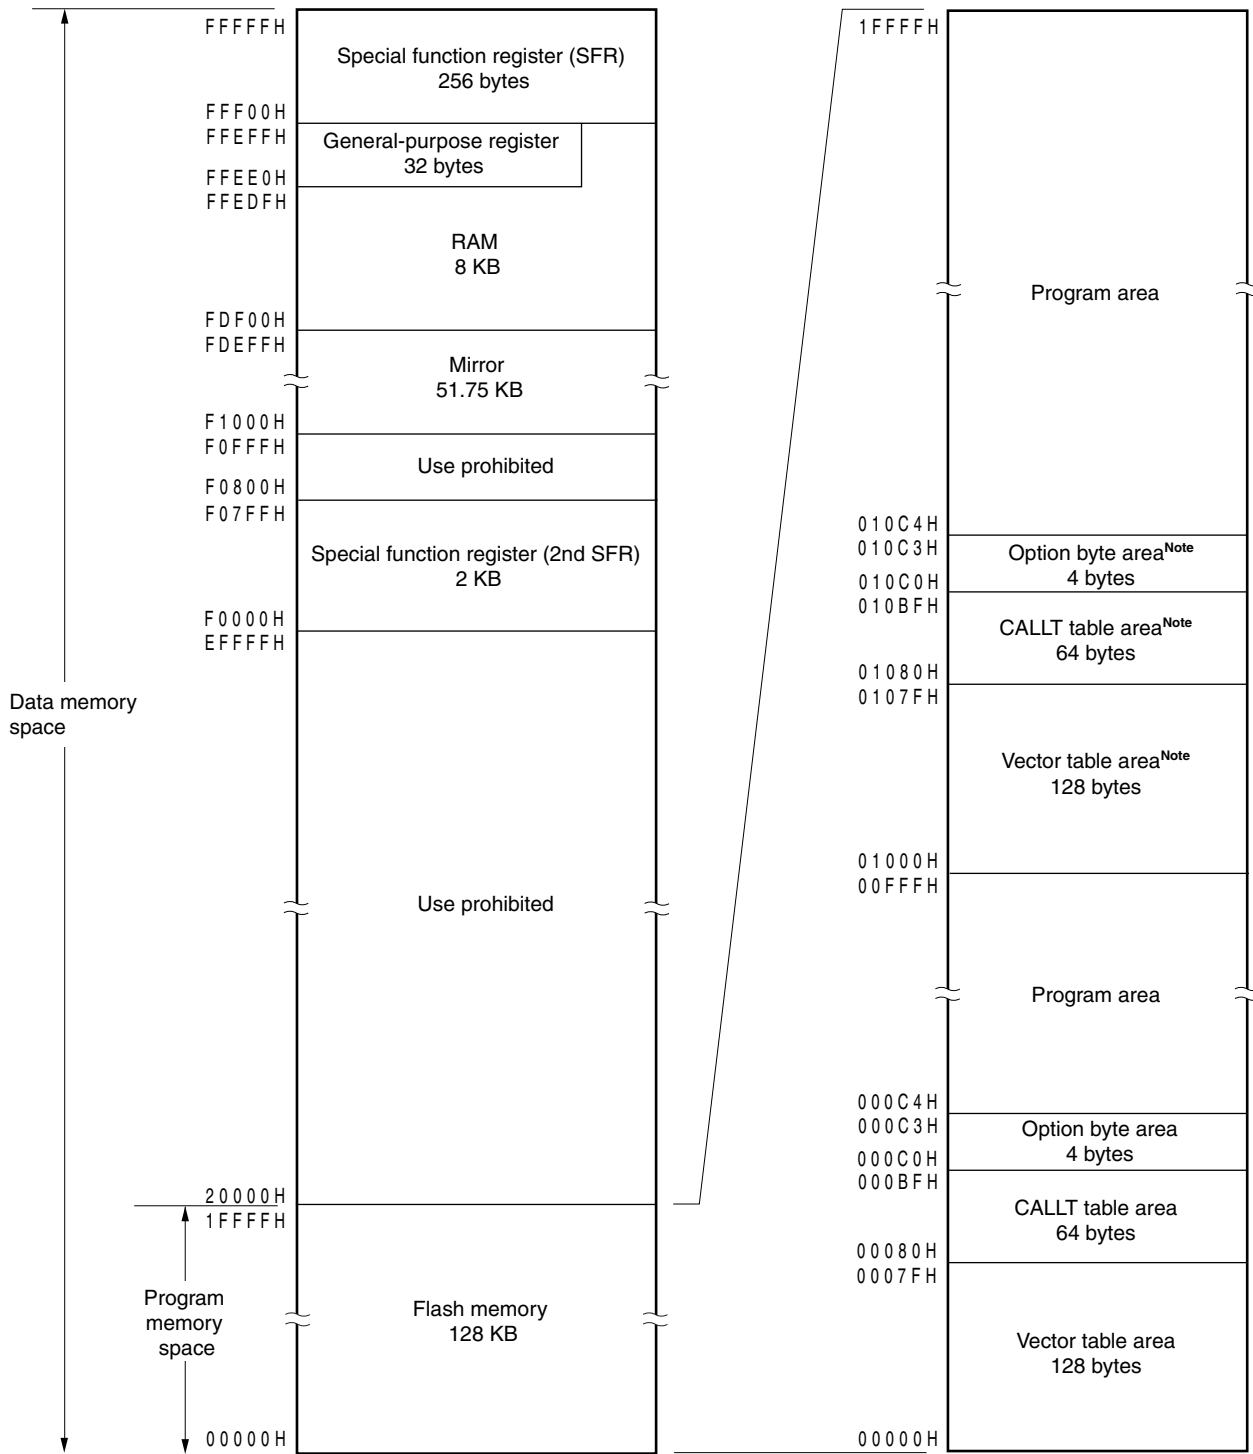 FFFFFH
Special function register (SFR)
256 bytes
FFF00H
FFEFFH
General-purpose register
32 bytes
FFEE0H
FFEDFH
RAM
8 KB
FDF00H
FDEFFH
Mirror
51.75 KB
F1000H
F0FFFH
Use prohibited
F0800H
F07FFH
Special function register (2nd SFR)
2 KB
F0000H
EFFFFH
Data memory
space
Use prohibited
20000H
1FFFFH
Program
memory
space
Flash memory
128 KB
00000H
1FFFFH
Program area
010C4H
010C3H
Option byte areaNote
4 bytes
010C0H
010BFH
CALLT table areaNote
64 bytes
01080H
0107FH
Vector table areaNote
128 bytes
01000H
00FFFH
Program area
000C4H
000C3H
Option byte area
4 bytes
000C0H
000BFH
CALLT table area
64 bytes
00080H
0007FH
Vector table area
128 bytes
00000H